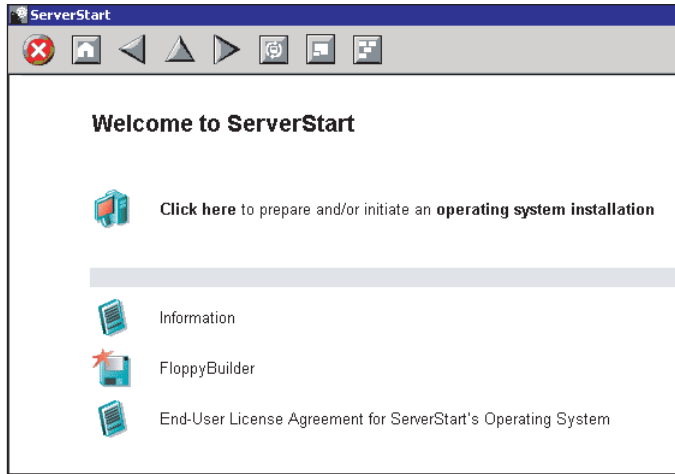 ServerStart
Welcome to ServerStart
Click here to prepare and/or initiate an operating system installation
Information
FloppyBuilder
End-User License Agreement for ServerStart's Operating System